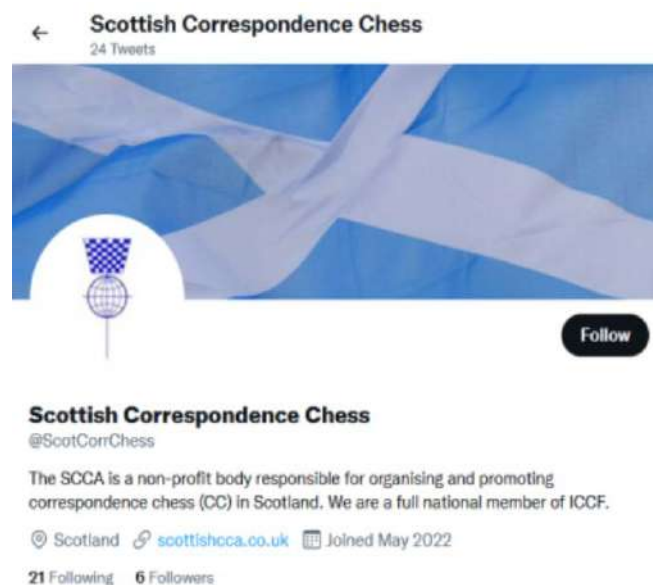 Scottish Correspondence Chess
24 Tweets
Follow
Scottish Correspondence Chess
@ScotCorrChess
The SCCA is a non-profit body responsible for organising and promoting
correspondence chess (CC) in Scotland. We are a full national member of ICCF.
Scotland scottishcca.co.uk Joined May 2022
21 Following 6 Followers